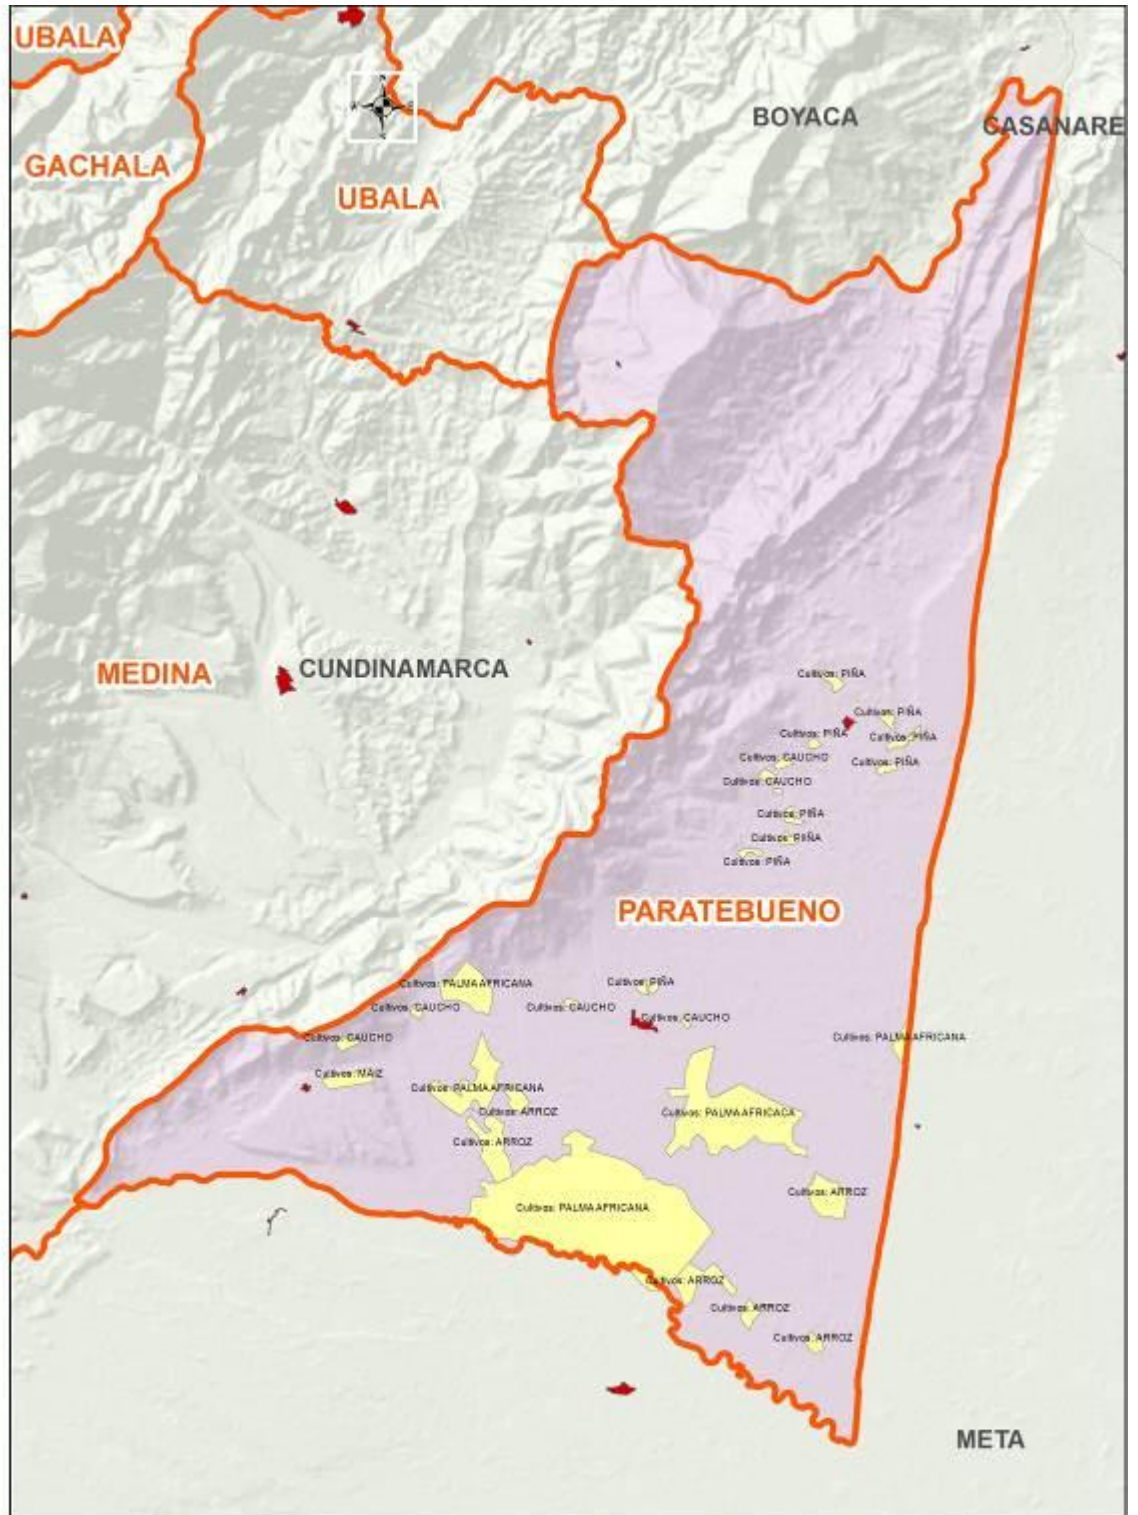 UBALA
BOYACA
CASANARE
GACHALA
UBALA
MEDINA
CUNDINAMARCA
Cultivos: PIÑA
Cultivos: PIÑA
Cultivos: PIÑA
Cultivos: PIÑA
Cultivos: CAUCHO
Cultivos: PIÑA
Cultivos: CAUCHO
Cultivos: PIÑA
Cultivos: PIÑA
Cultivos: PIÑA
PARATEBUENO
Cultivos: PALMA AFRICANA
Cultivos: PIÑA
Cultivos: CAUCHO
Cultivos: CAUCHO
Cultivos: CAUCHO
Cultivos: CAUCHO
Cultivos: PALMA AFRICANA
Cultivos: MAIZ
Cultivos: PALMA AFRICANA
Cultivos: ARROZ
Cultivos: PALMA AFRICACA
Cultivos: ARROZ
Cultivos: ARROZ
Cultivos: PALMA AFRICANA
Cultivos: ARROZ
Cultivos: ARROZ
Cultivos: ARROZ
META